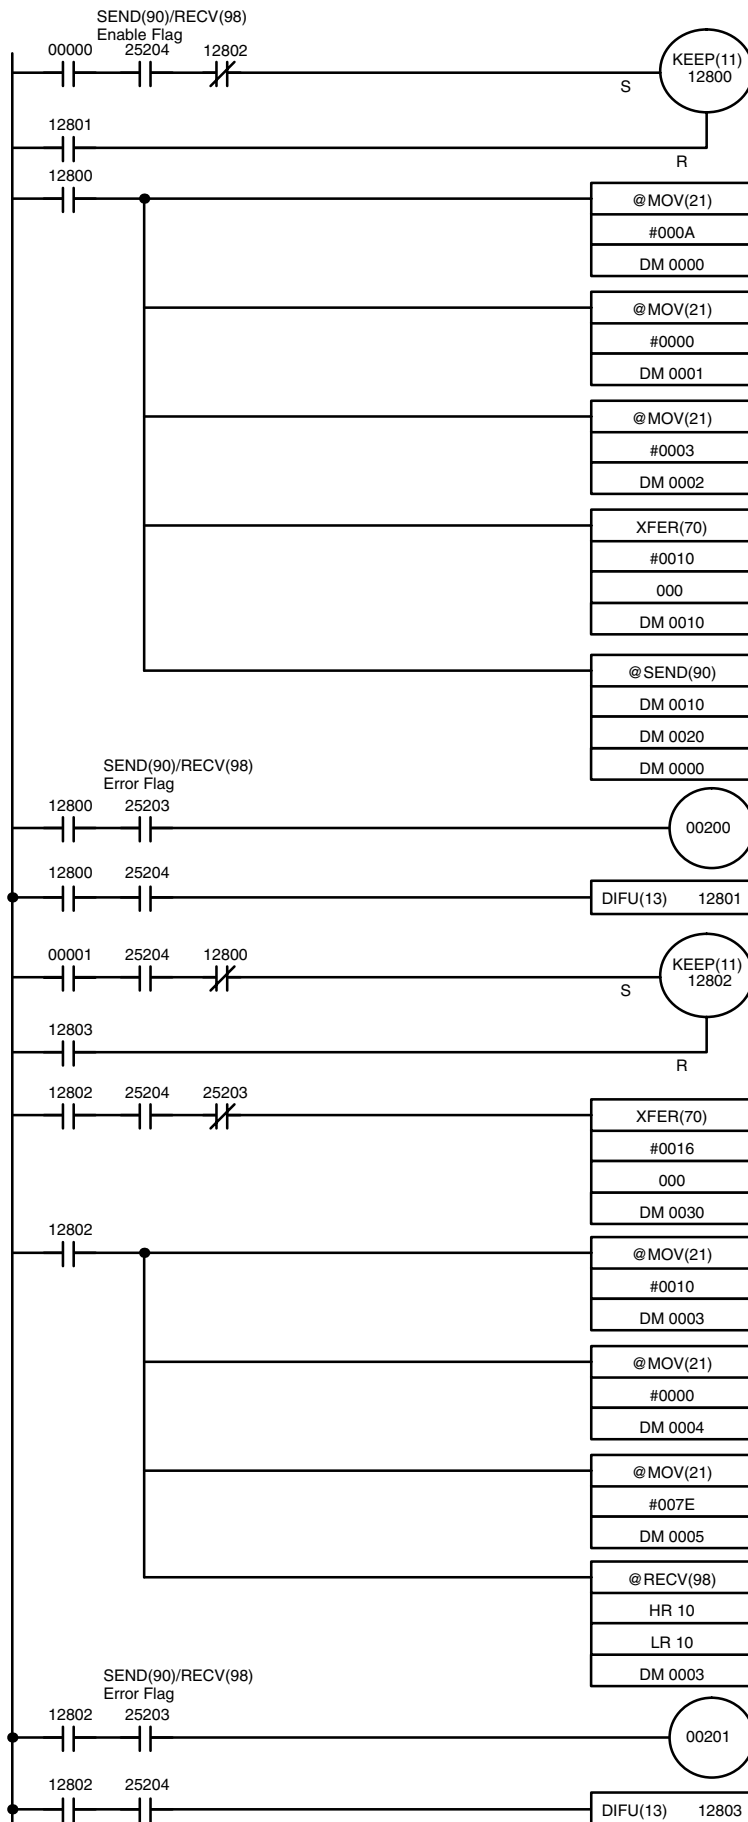 SEND(90)/RECV(98)
Enable Flag
00000 25204 12802
KEEP(11)
12800
S
12801
R
12800
@MOV(21)
#000A
DM 0000
@MOV(21)
#0000
DM 0001
@MOV(21)
#0003
DM 0002
XFER(70)
#0010
000
DM 0010
@SEND(90)
DM 0010
DM 0020
DM 0000
SEND(90)/RECV(98)
Error Flag
12800 25203
00200
12800 25204
DIFU(13) 12801
00001 25204 12800
KEEP(11)
12802
S
12803
R
12802 25204 25203
XFER(70)
#0016
000
DM 0030
12802
@MOV(21)
#0010
DM 0003
@MOV(21)
#0000
DM 0004
@MOV(21)
#007E
DM 0005
@RECV(98)
HR 10
LR 10
DM 0003
SEND(90)/RECV(98)
Error Flag
12802 25203
00201
12802 25204
DIFU(13) 12803